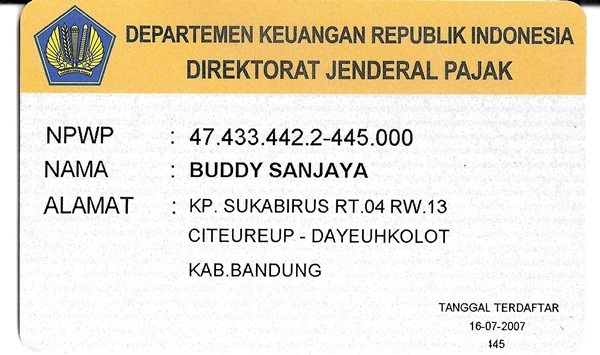 DEPARTEMEN KEUANGAN REPUBLIK INDONESIA
DIREKTORAT JENDERAL PAJAK
NPWP : 47.433.442.2-445.000
NAMA : BUDDY SANJAYA
ALAMAT : KP. SUKABIRUS RT.04 RW.13
CITEUREUP - DAYEUHKOLOT
KAB.BANDUNG
TANGGAL TERDAFTAR
16-07-2007
445